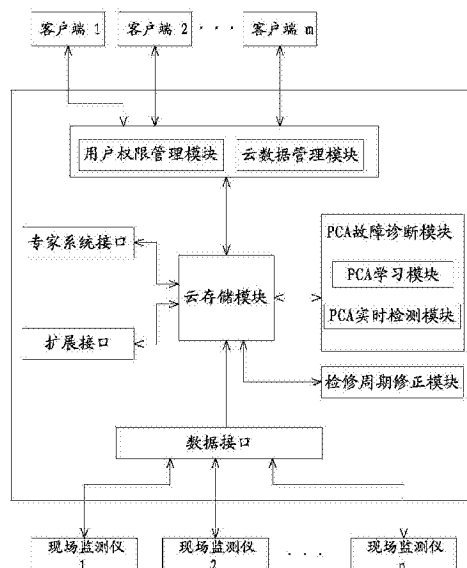 客户端 1 客户端 2 · · · 客户端 m
用户权限管理模块 云数据管理模块
专家系统接口
PCA故障诊断模块
PCA学习模块
云存储模块
PCA实时检测模块
扩展接口
检修周期修正模块
数据接口
现场监测仪 现场监测仪 · · · 现场监测仪
1 2 n